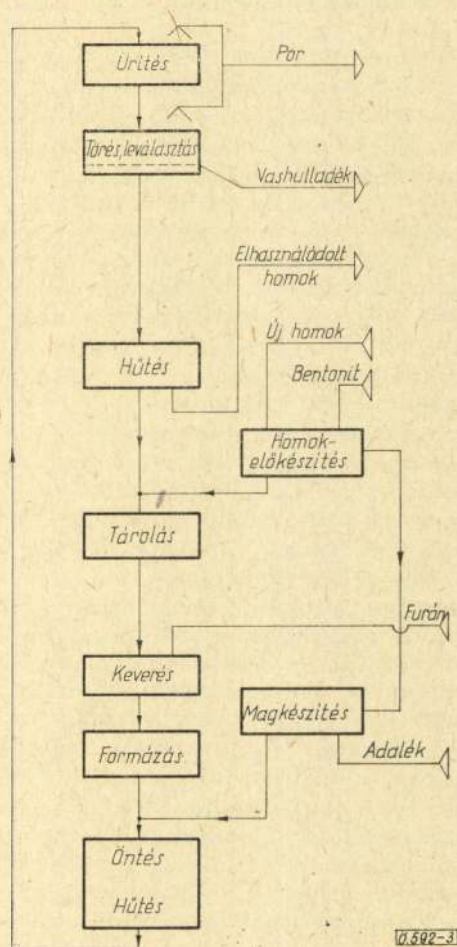 Ürítés
Por
Törés, leválasztás
Vashulladék
Elhasználódott
homok
Új homok
Hűtés
Bentonit
Homok-
előkészítés
Tárolás
Furán
Keverés
Magkészítés
Formázás
Adalék
Öntés
Hűtés
Ö.592-3